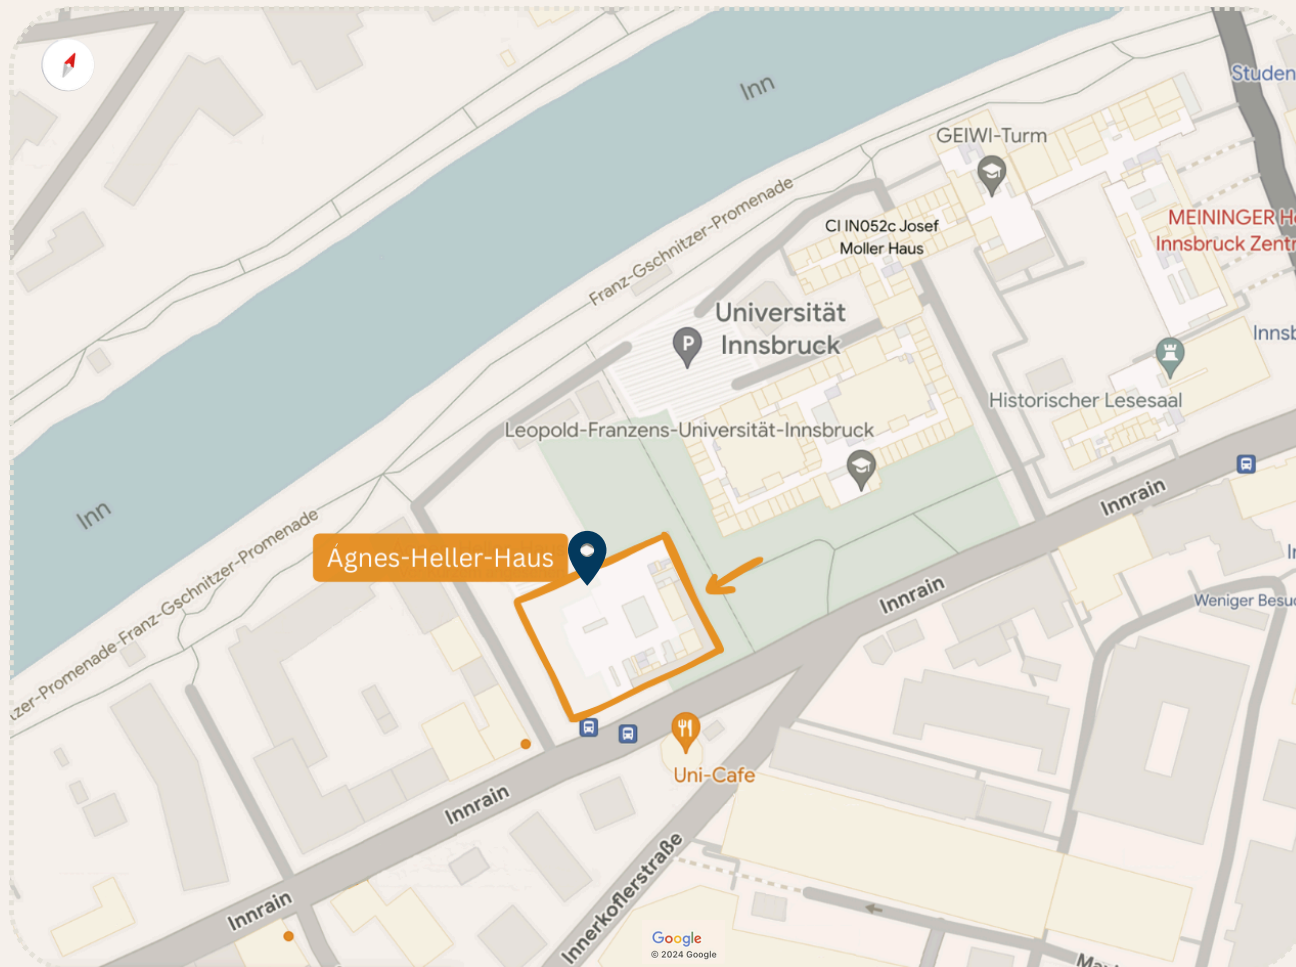 Inn
Studen
GEIWI-Turm
Franz-Gschnitzer-Promenade
CI IN052c Josef
Moller Haus
MEININGER H
Innsbruck Zentr
Universität
Innsbruck
P
Innsb
Historischer Lesesaal
Leopold-Franzens-Universität-Innsbruck
Innrain
Inn
Ágnes-Heller-Haus
Innrain
Weniger Besuc
zer-Promenade-Franz-Gschnitzer-Promenade
Uni-Cafe
Innrain
Innerkoflerstraße
Innrain
Google
© 2024 Google